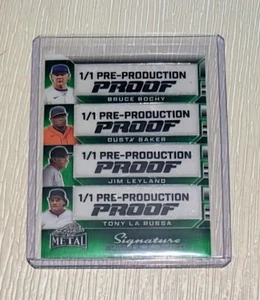 1/1 PRE-PRODUCTION
PROOF
BRUCE BOCHY
1/1 PRE-PRODUCTION
PROOF
DUSTY BAKER
1/1 PRE-PRODUCTION
PROOF
JIM LEYLAND
1/1 PRE-PRODUCTION
PROOF
TONY LA RUSSA
METAL
Signature